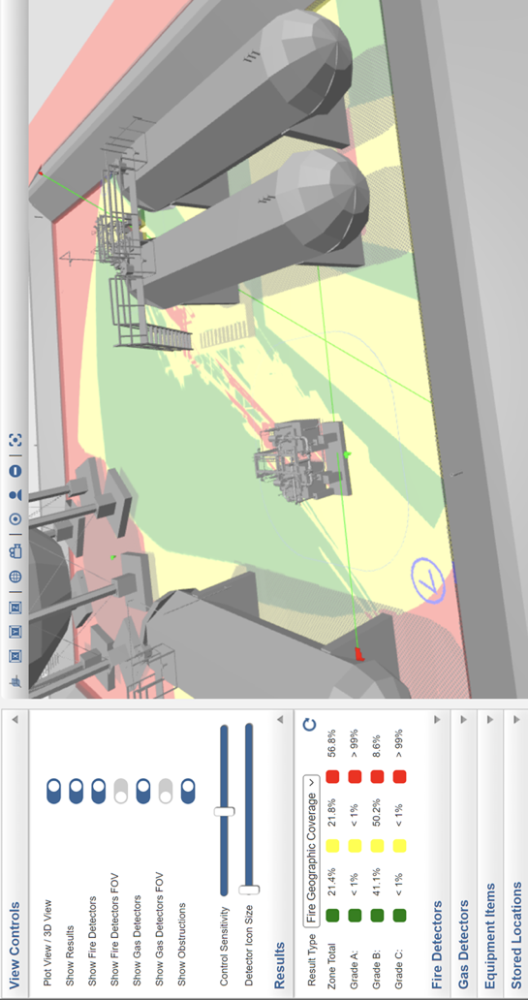 X Y Z
View Controls
Plot View / 3D View
Show Results
Show Fire Detectors
Show Fire Detectors FOV
Show Gas Detectors
Show Gas Detectors FOV
Show Obstructions
Control Sensitivity
Detector Icon Size
Results
Result Type Fire Geographic Coverage
Zone Total 21.4% 21.8% 56.8%
Grade A: < 1% < 1% > 99%
Grade B: 41.1% 50.2% 8.6%
Grade C: < 1% < 1% > 99%
Fire Detectors
Gas Detectors
Equipment Items
Stored Locations